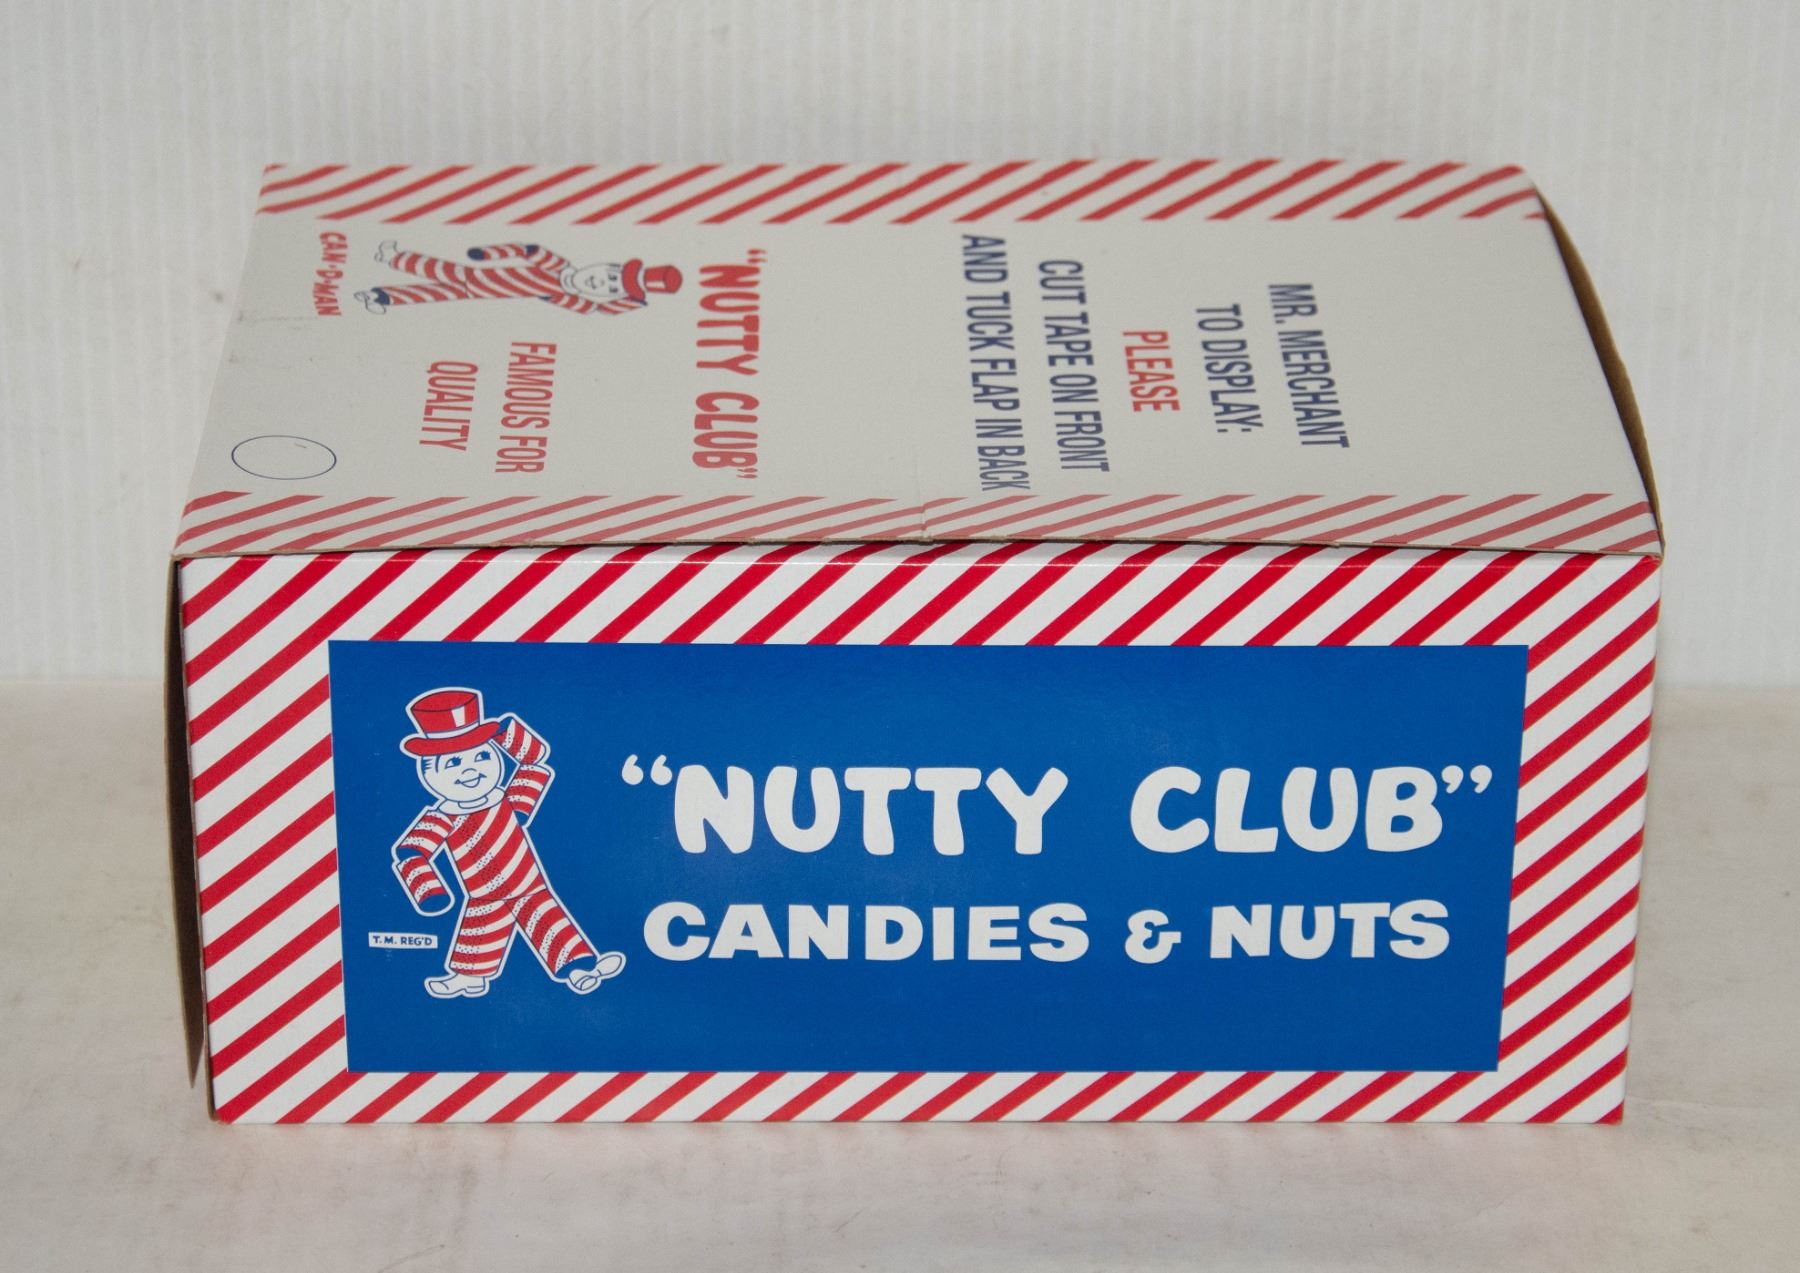 MR. MERCHANT
TO DISPLAY:
PLEASE
CUT TAPE ON FRONT
AND TUCK FLAP IN BACK
"NUTTY CLUB"
FAMOUS FOR
QUALITY
CAN-D-MAN
"NUTTY CLUB"
CANDIES & NUTS
T.M. REG'D